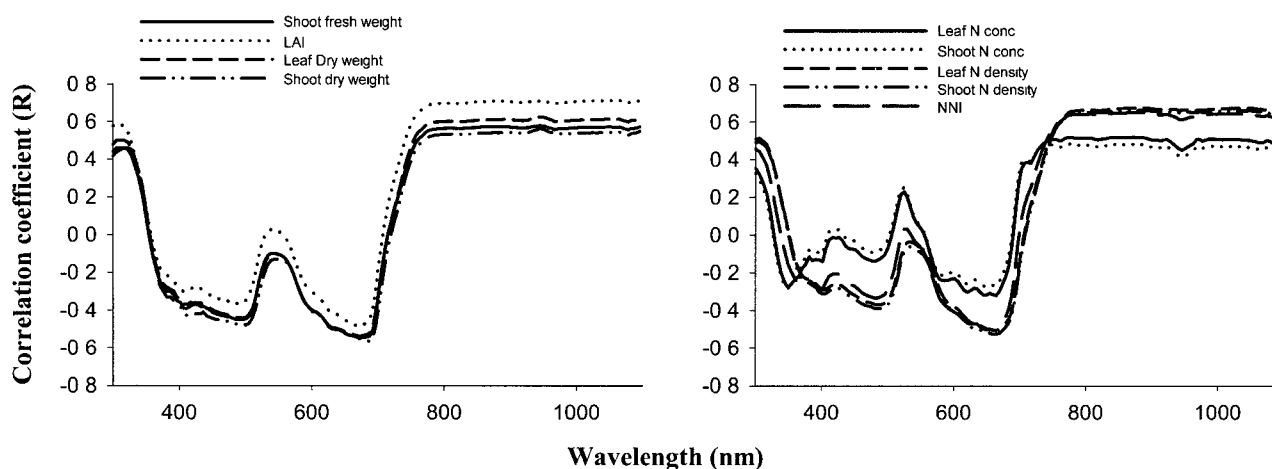 Shoot fresh weight
LAI
Leaf Dry weight
Shoot dry weight
0 8
0 6
0 4
0 2
0 0
-0 2
-0 4
-0 6
-0 8
400
600
800
1000
Correlation coefficient (R)
Leaf N conc
Shoot N conc
Leaf N density
Shoot N density
NNI
0 8
0 6
0 4
0 2
0 0
-0 2
-0 4
-0 6
-0 8
400
600
800
1000
Wavelength (nm)